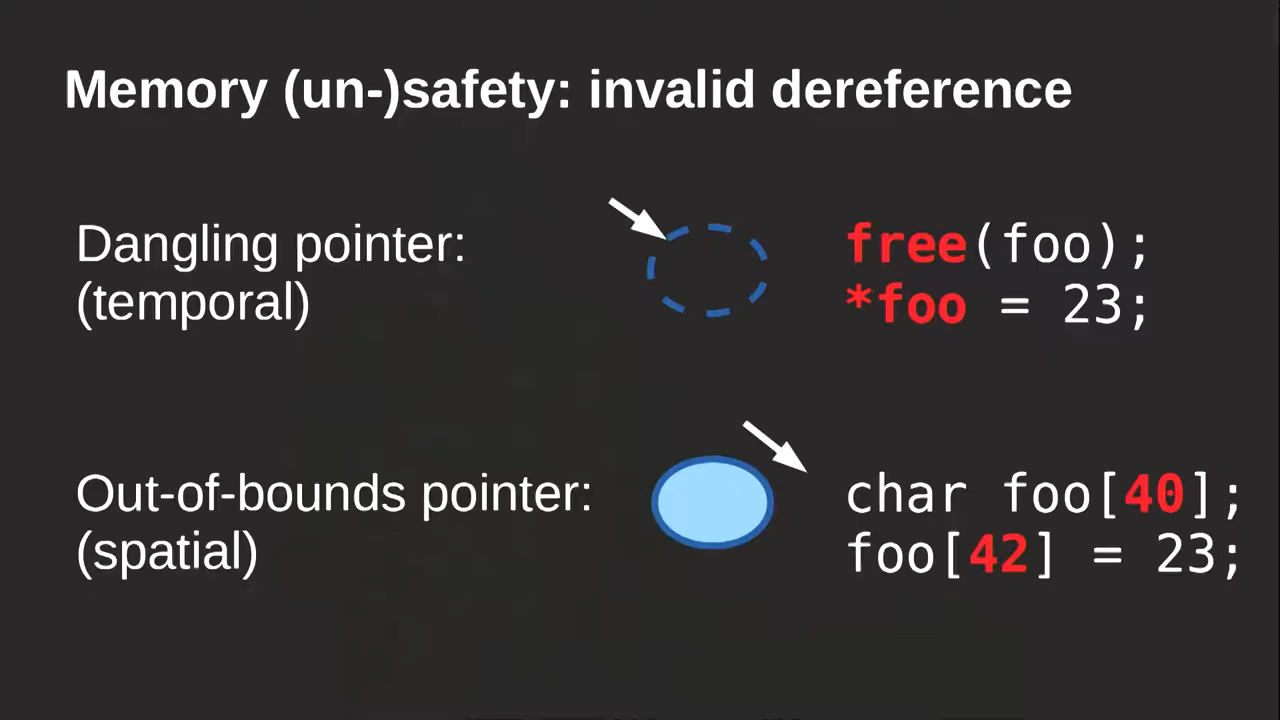 Memory (un-)safety: invalid dereference
Dangling pointer:
(temporal)
free(foo);
*foo = 23;
Out-of-bounds pointer:
(spatial)
char foo[40];
foo[42] = 23;